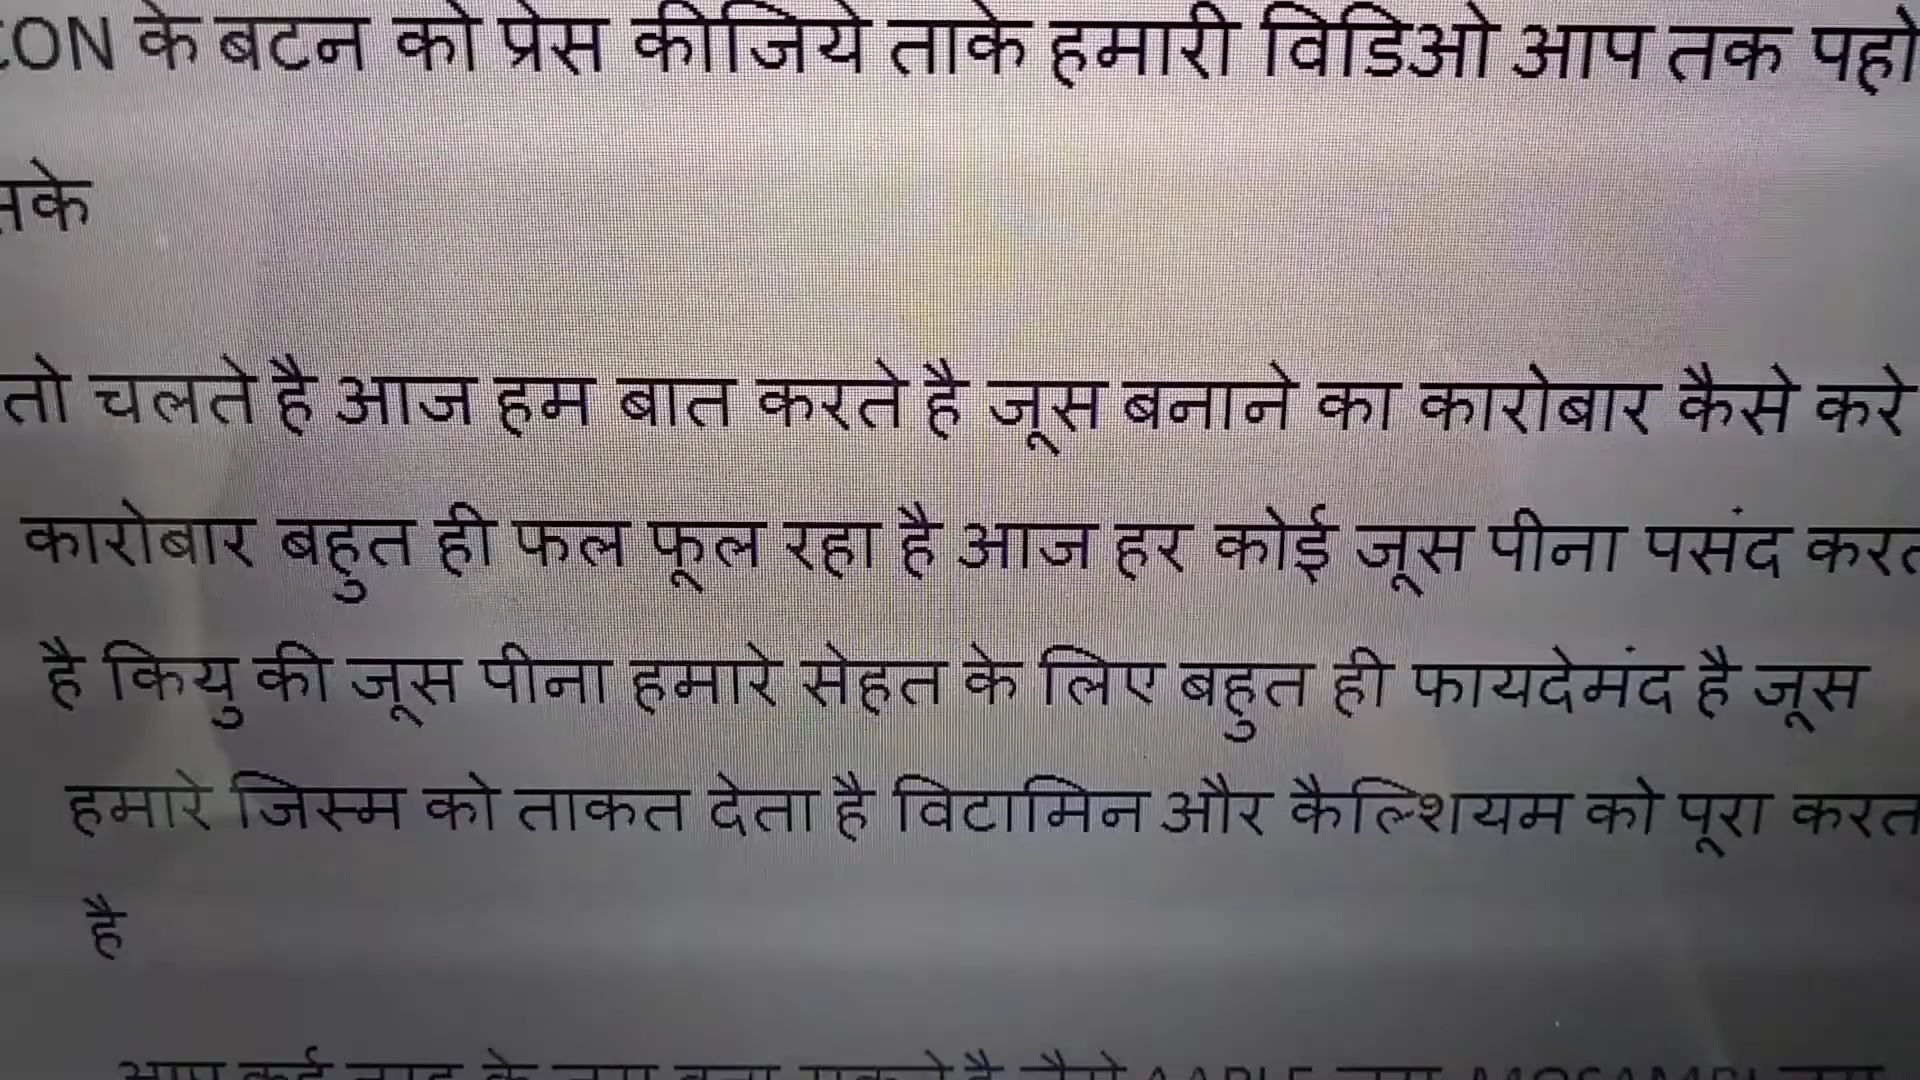 CON के बटन को प्रेस कीजिये ताके हमारी विडिओ आप तक पहो
सके
तो चलते है आज हम बात करते है जूस बनाने का कारोबार कैसे करे
कारोबार बहुत ही फल फूल रहा है आज हर कोई जूस पीना पसंद करत
है कियु की जूस पीना हमारे सेहत के लिए बहुत ही फायदेमंद है जूस
हमारे जिस्म को ताकत देता है विटामिन और कैल्शियम को पूरा करत
है